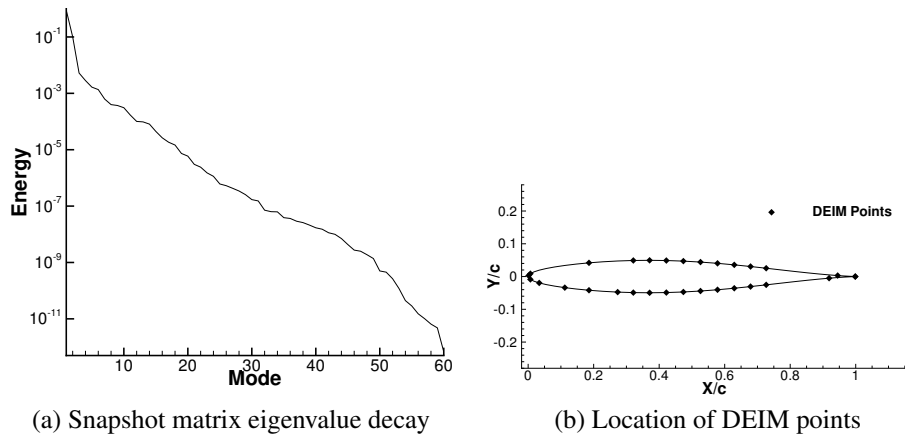 10⁻¹
10⁻³
10⁻⁵
10⁻⁷
10⁻⁹
10⁻¹¹
Energy
10 20 30 40 50 60
Mode
(a) Snapshot matrix eigenvalue decay
DEIM Points
0.2
0.1
0
-0.1
-0.2
Y/c
0 0.2 0.4 0.6 0.8 1
X/c
(b) Location of DEIM points